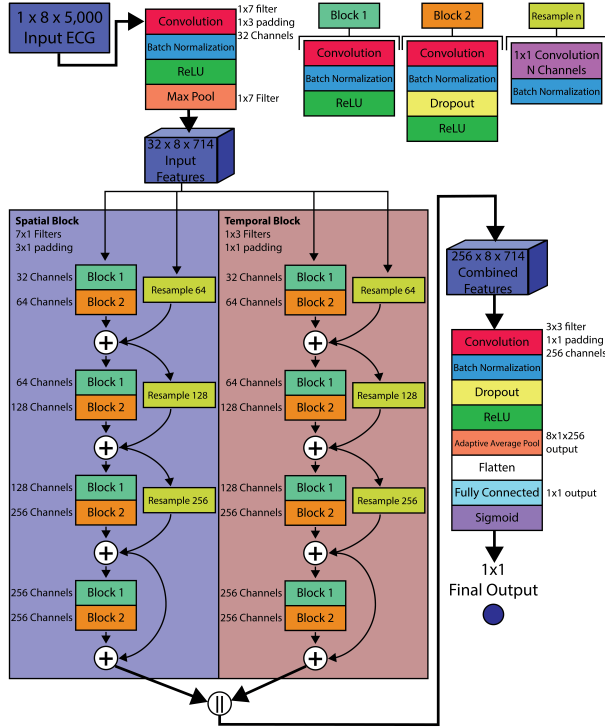 1 x 8 x 5,000
Input ECG
Convolution
Batch Normalization
ReLU
Max Pool
1x7 filter
1x3 padding
32 Channels
1x7 Filter
Block 1
Convolution
Batch Normalization
ReLU
Block 2
Convolution
Batch Normalization
Dropout
ReLU
Resample n
1x1 Convolution
N Channels
Batch Normalization
32 x 8 x 714
Input
Features
Spatial Block
7x1 Filters
3x1 padding
32 Channels
Block 1
64 Channels
Block 2
Resample 64
+
64 Channels
Block 1
128 Channels
Block 2
Resample 128
+
128 Channels
Block 1
256 Channels
Block 2
Resample 256
+
256 Channels
Block 1
256 Channels
Block 2
+
Temporal Block
1x3 Filters
1x1 padding
32 Channels
Block 1
64 Channels
Block 2
Resample 64
+
64 Channels
Block 1
128 Channels
Block 2
Resample 128
+
128 Channels
Block 1
256 Channels
Block 2
Resample 256
+
256 Channels
Block 1
256 Channels
Block 2
+
||
256 x 8 x 714
Combined
Features
Convolution
Batch Normalization
Dropout
ReLU
Adaptive Average Pool
Flatten
Fully Connected
Sigmoid
3x3 filter
1x1 padding
256 channels
8x1x256
output
1x1 output
1x1
Final Output